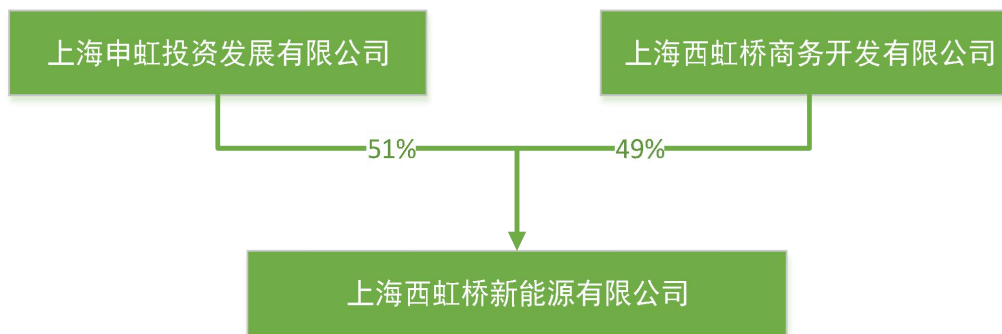 上海申虹投资发展有限公司
上海西虹桥商务开发有限公司
51%
49%
上海西虹桥新能源有限公司